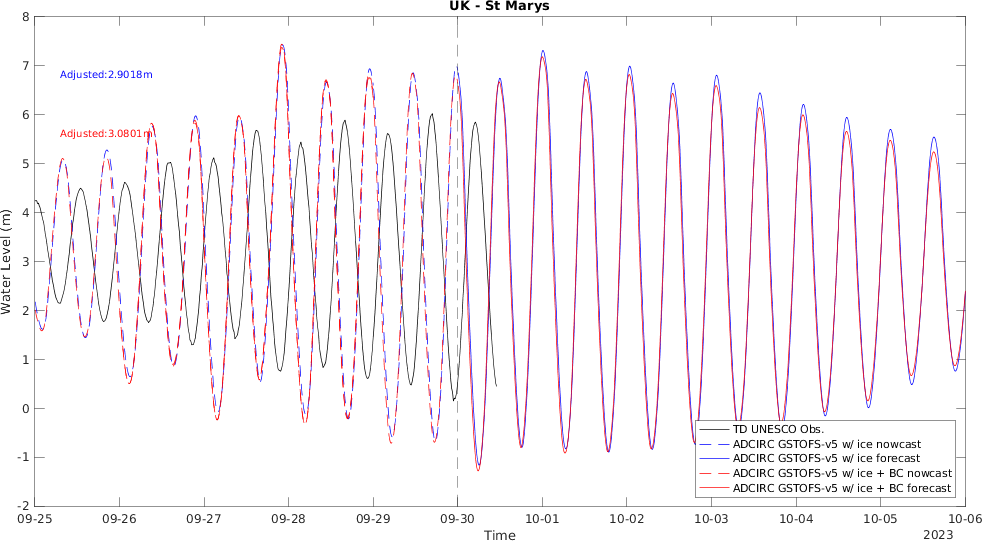 UK - St Marys
8
7
6
5
4
3
2
1
0
-1
-2
Water Level (m)
Adjusted:2.9018m
Adjusted:3.0801m
TD UNESCO Obs.
ADCIRC GSTOFS-v5 w/ ice nowcast
ADCIRC GSTOFS-v5 w/ ice forecast
ADCIRC GSTOFS-v5 w/ ice + BC nowcast
ADCIRC GSTOFS-v5 w/ ice + BC forecast
09-25 09-26 09-27 09-28 09-29 09-30 10-01 10-02 10-03 10-04 10-05 10-06
Time
2023